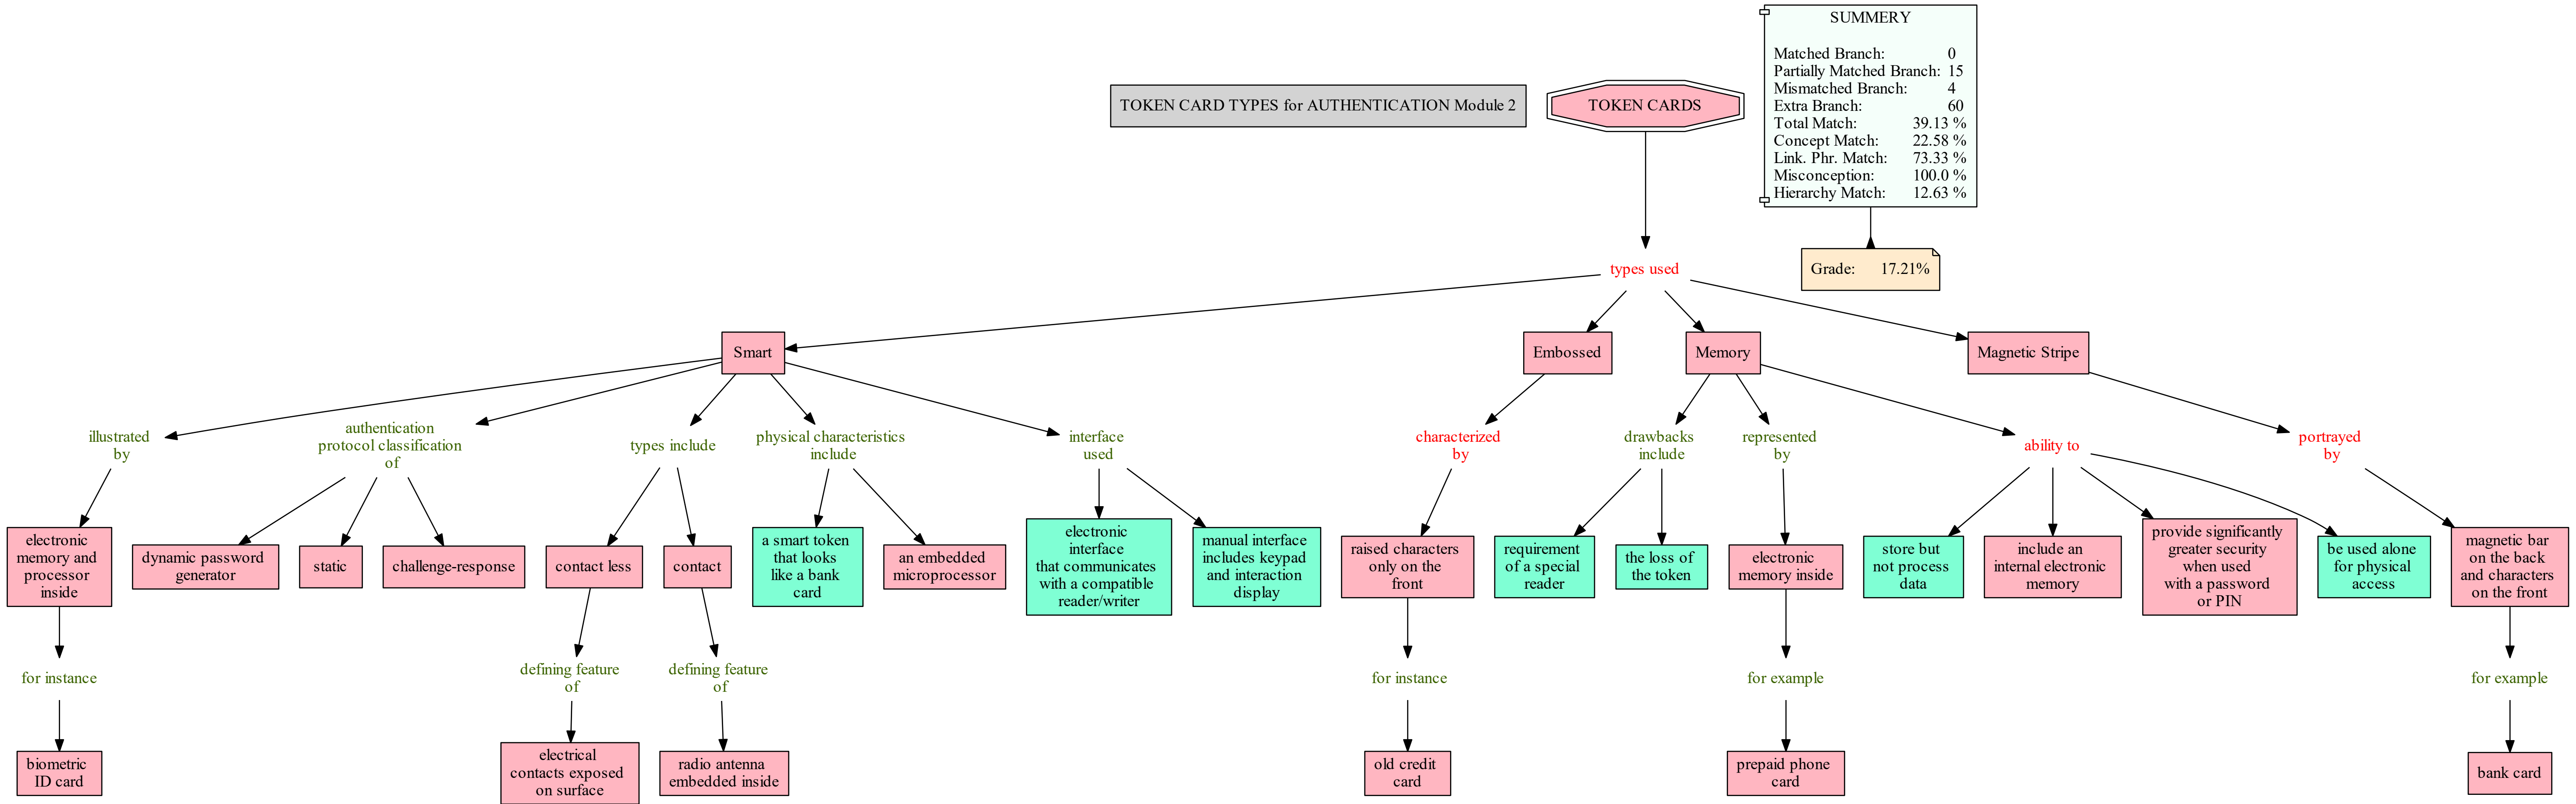 SUMMERY
Matched Branch: 0
Partially Matched Branch: 15
Mismatched Branch: 4
Extra Branch: 60
Total Match: 39.13 %
Concept Match: 22.58 %
Link. Phr. Match: 73.33 %
Misconception: 100.0 %
Hierarchy Match: 12.63 %
TOKEN CARD TYPES for AUTHENTICATION Module 2
TOKEN CARDS
types used
Grade: 17.21%
Smart
Embossed
Memory
Magnetic Stripe
illustrated
by
authentication
protocol classification
of
types include
physical characteristics
include
interface
used
characterized
by
drawbacks
include
represented
by
ability to
portrayed
by
electronic
memory and
processor
inside
dynamic password
generator
static
challenge-response
contact less
contact
a smart token
that looks
like a bank
card
an embedded
microprocessor
electronic
interface
that communicates
with a compatible
reader/writer
manual interface
includes keypad
and interaction
display
raised characters
only on the
front
requirement
of a special
reader
the loss of
the token
electronic
memory inside
store but
not process
data
include an
internal electronic
memory
provide significantly
greater security
when used
with a password
or PIN
be used alone
for physical
access
magnetic bar
on the back
and characters
on the front
for instance
defining feature
of
defining feature
of
for instance
for example
for example
biometric
ID card
electrical
contacts exposed
on surface
radio antenna
embedded inside
old credit
card
prepaid phone
card
bank card